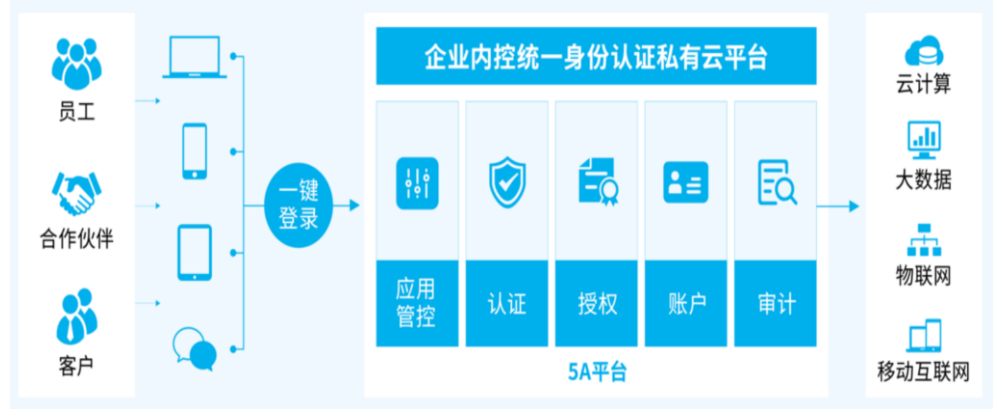 员工
合作伙伴
客户
一键
登录
企业内控统一身份认证私有云平台
应用
管控
认证
授权
账户
审计
5A平台
云计算
大数据
物联网
移动互联网